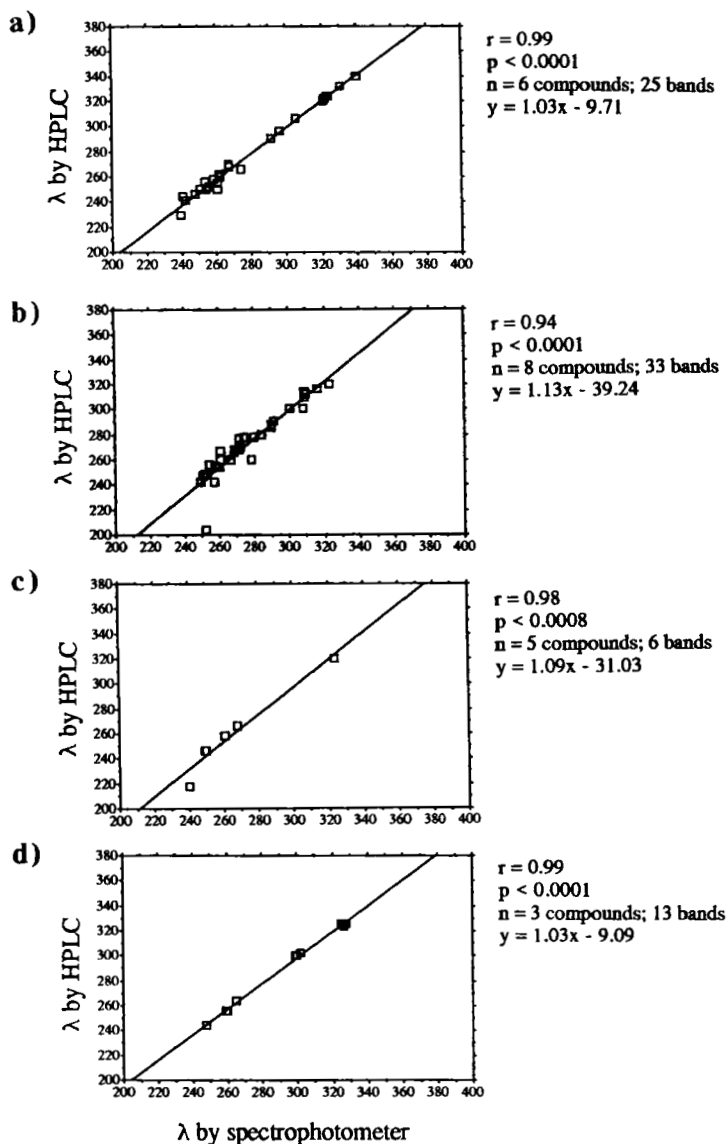 a)
380
360
340
320
300
280
260
240
220
200
λ by HPLC
200 220 240 260 280 300 320 340 360 380 400
r = 0.99
p < 0.0001
n = 6 compounds; 25 bands
y = 1.03x - 9.71
b)
380
360
340
320
300
280
260
240
220
200
λ by HPLC
200 220 240 260 280 300 320 340 360 380 400
r = 0.94
p < 0.0001
n = 8 compounds; 33 bands
y = 1.13x - 39.24
c)
380
360
340
320
300
280
260
240
220
200
λ by HPLC
200 220 240 260 280 300 320 340 360 380 400
r = 0.98
p < 0.0008
n = 5 compounds; 6 bands
y = 1.09x - 31.03
d)
380
360
340
320
300
280
260
240
220
200
λ by HPLC
200 220 240 260 280 300 320 340 360 380 400
r = 0.99
p < 0.0001
n = 3 compounds; 13 bands
y = 1.03x - 9.09
λ by spectrophotometer